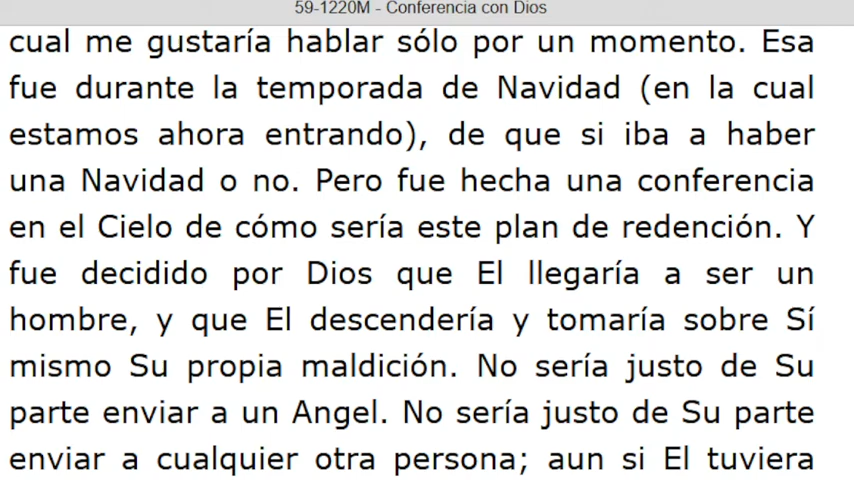 59-1220M - Conferencia con Dios
cual me gustaría hablar sólo por un momento. Esa
fue durante la temporada de Navidad (en la cual
estamos ahora entrando), de que si iba a haber
una Navidad o no. Pero fue hecha una conferencia
en el Cielo de cómo sería este plan de redención. Y
fue decidido por Dios que El llegaría a ser un
hombre, y que El descendería y tomaría sobre Sí
mismo Su propia maldición. No sería justo de Su
parte enviar a un Angel. No sería justo de Su parte
enviar a cualquier otra persona; aun si El tuviera